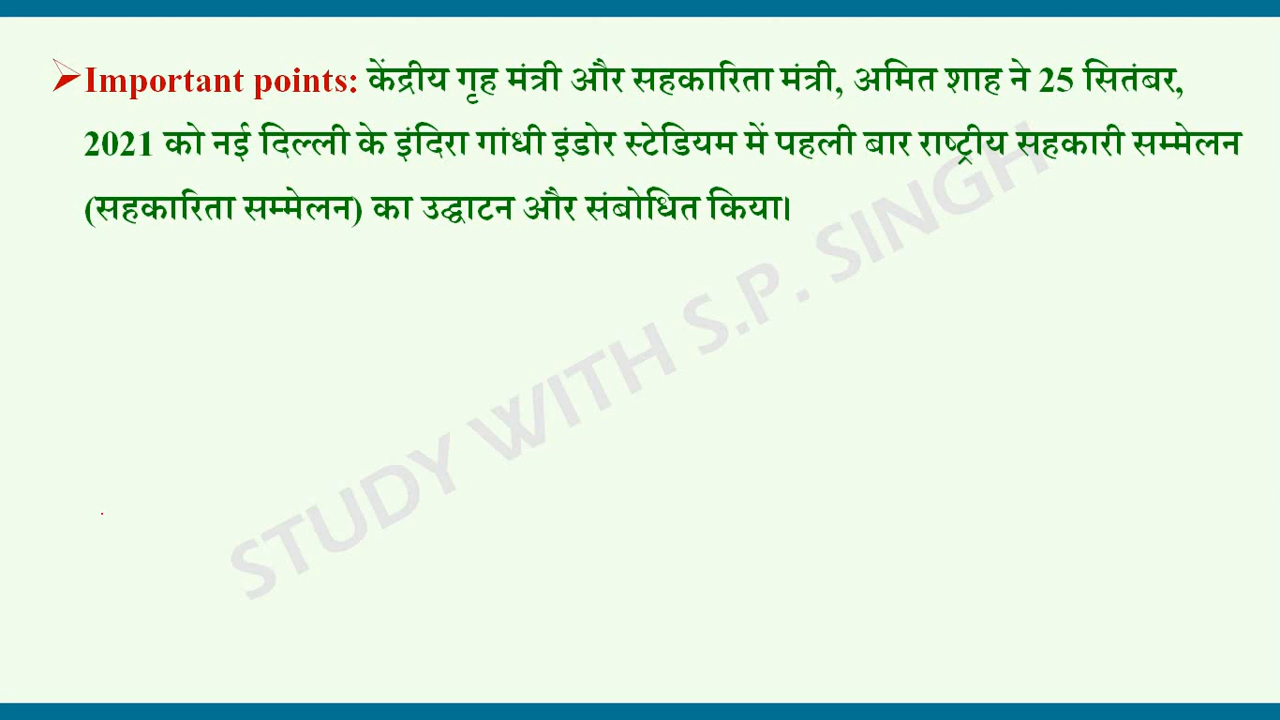 ➢Important points: केंद्रीय गृह मंत्री और सहकारिता मंत्री, अमित शाह ने 25 सितंबर,
2021 को नई दिल्ली के इंदिरा गांधी इंडोर स्टेडियम में पहली बार राष्ट्रीय सहकारी सम्मेलन
(सहकारिता सम्मेलन) का उद्घाटन और संबोधित किया।
STUDY WITH S.P. SINGH